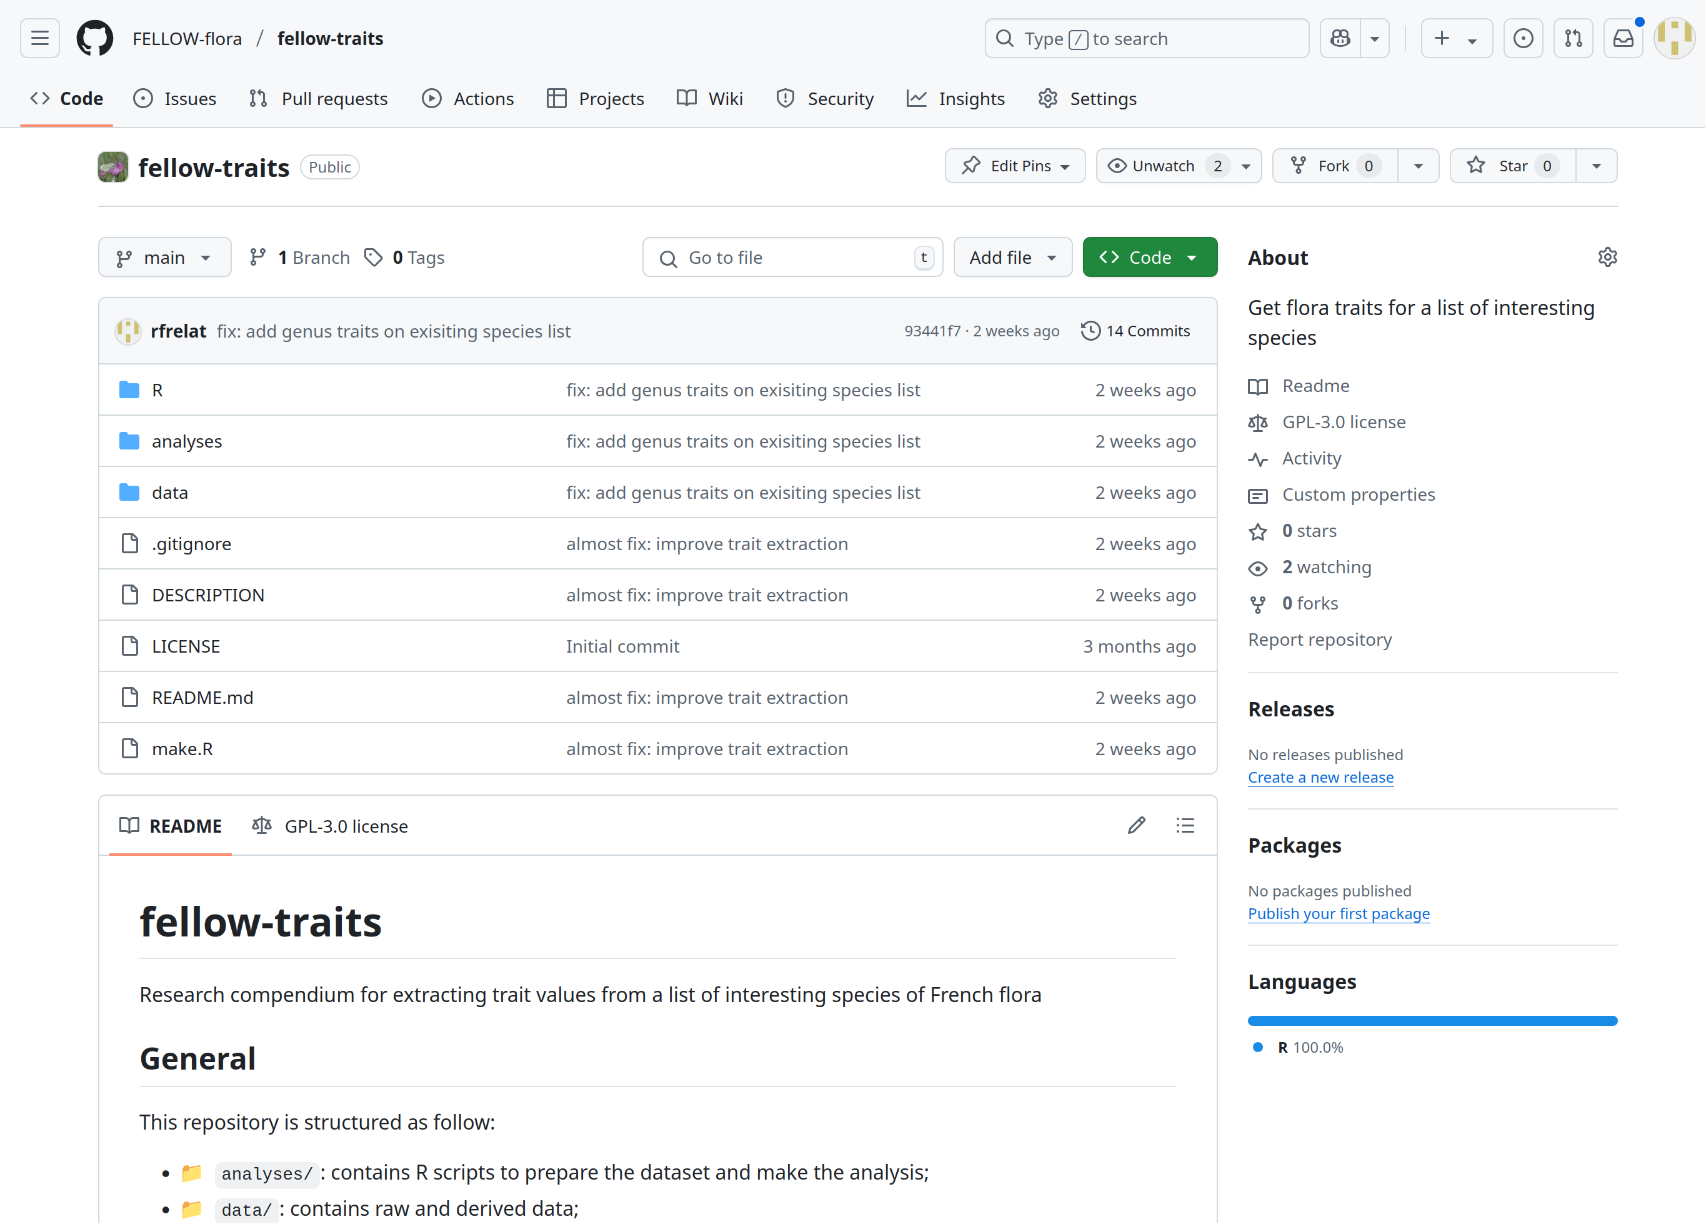 FELLOW-flora / fellow-traits
Type / to search
Code
Issues
Pull requests
Actions
Projects
Wiki
Security
Insights
Settings
fellow-traits Public
Edit Pins
Unwatch 2
Fork 0
Star 0
main
1 Branch
0 Tags
Go to file t
Add file
Code
rfrelat fix: add genus traits on exisiting species list 93441f7 · 2 weeks ago 14 Commits
R fix: add genus traits on exisiting species list 2 weeks ago
analyses fix: add genus traits on exisiting species list 2 weeks ago
data fix: add genus traits on exisiting species list 2 weeks ago
.gitignore almost fix: improve trait extraction 2 weeks ago
DESCRIPTION almost fix: improve trait extraction 2 weeks ago
LICENSE Initial commit 3 months ago
README.md almost fix: improve trait extraction 2 weeks ago
make.R almost fix: improve trait extraction 2 weeks ago
README
GPL-3.0 license
fellow-traits
Research compendium for extracting trait values from a list of interesting species of French flora
General
This repository is structured as follow:
• analyses/ : contains R scripts to prepare the dataset and make the analysis;
• data/ : contains raw and derived data;
About
Get flora traits for a list of interesting
species
Readme
GPL-3.0 license
Activity
Custom properties
0 stars
2 watching
0 forks
Report repository
Releases
No releases published
Create a new release
Packages
No packages published
Publish your first package
Languages
R 100.0%